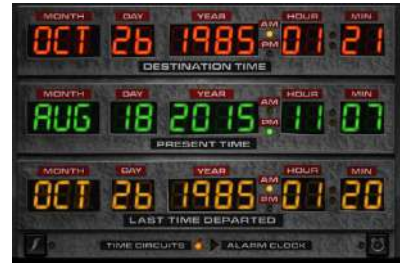 MONTH DAY YEAR AM HOUR MIN
OCT 26 1985 PM 01 21
DESTINATION TIME
MONTH DAY YEAR AM HOUR MIN
AUG 18 2015 PM 11 07
PRESENT TIME
MONTH DAY YEAR AM HOUR MIN
OCT 26 1985 PM 01 20
LAST TIME DEPARTED
TIME CIRCUITS ALARM CLOCK